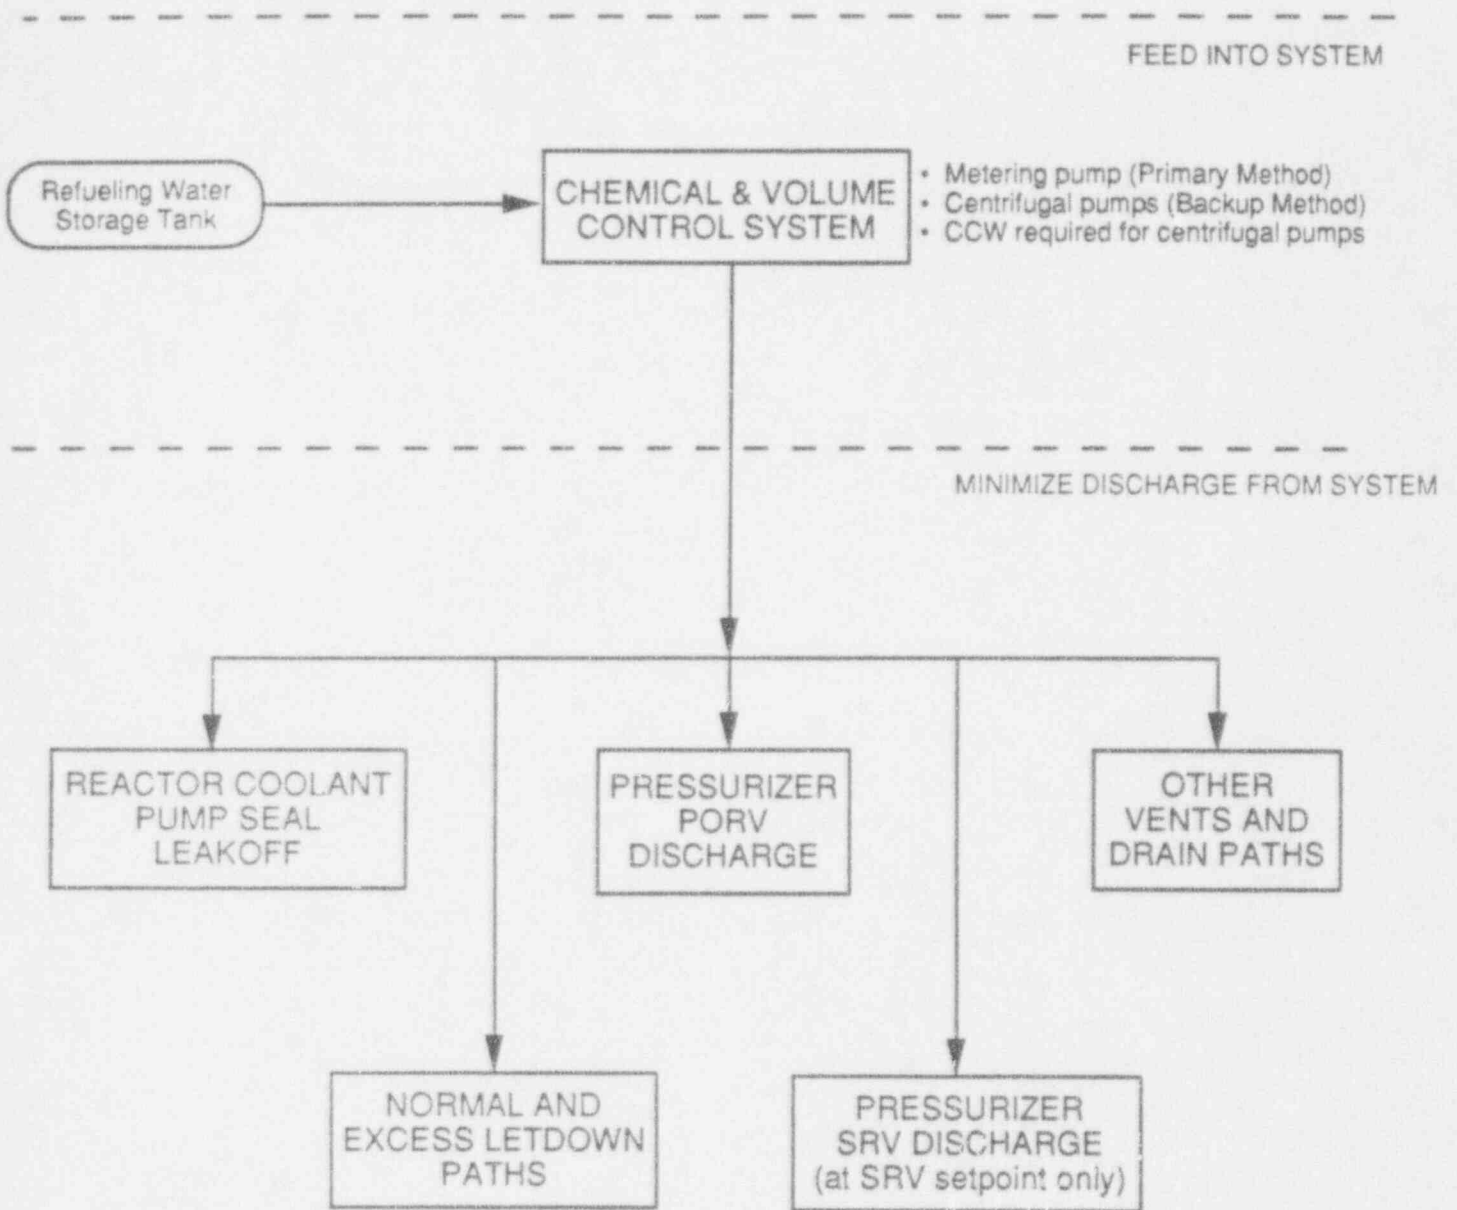 FEED INTO SYSTEM
Refueling Water
Storage Tank
CHEMICAL & VOLUME
CONTROL SYSTEM
• Metering pump (Primary Method)
• Centrifugal pumps (Backup Method)
• CCW required for centrifugal pumps
MINIMIZE DISCHARGE FROM SYSTEM
REACTOR COOLANT
PUMP SEAL
LEAKOFF
PRESSURIZER
PORV
DISCHARGE
OTHER
VENTS AND
DRAIN PATHS
NORMAL AND
EXCESS LETDOWN
PATHS
PRESSURIZER
SRV DISCHARGE
(at SRV setpoint only)